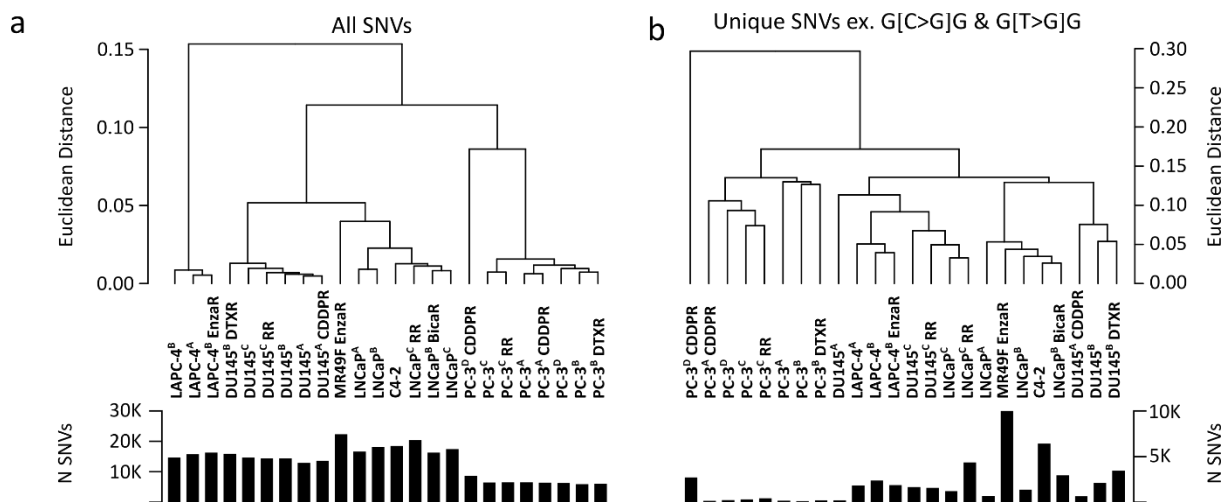 a
All SNVs
0.15
0.10
0.05
0.00
Euclidean Distance
LAPC-4ᴮ
LAPC-4ᴬ
LAPC-4ᴮ EnzaR
DU145ᴮ DTXR
DU145ᶜ
DU145ᶜ RR
DU145ᴮ
DU145ᴬ
DU145ᴬ CDDPR
MR49F EnzaR
LNCaPᴬ
LNCaPᴮ
C4-2
LNCaPᶜ RR
LNCaPᴮ BicaR
LNCaPᶜ
PC-3ᴰ CDDPR
PC-3ᶜ
PC-3ᶜ RR
PC-3ᴬ
PC-3ᴬ CDDPR
PC-3ᴰ
PC-3ᴮ
PC-3ᴮ DTXR
30K
20K
10K
N SNVs
b
Unique SNVs ex. G[C>G]G & G[T>G]G
0.30
0.25
0.20
0.15
0.10
0.05
0.00
Euclidean Distance
PC-3ᴰ CDDPR
PC-3ᴬ CDDPR
PC-3ᴰ
PC-3ᶜ
PC-3ᶜ RR
PC-3ᴬ
PC-3ᴮ
PC-3ᴮ DTXR
DU145ᴬ
LAPC-4ᴬ
LAPC-4ᴮ
LAPC-4ᴮ EnzaR
DU145ᶜ
DU145ᶜ RR
LNCaPᶜ
LNCaPᶜ RR
LNCaPᴬ
MR49F EnzaR
LNCaPᴮ
C4-2
LNCaPᴮ BicaR
DU145ᴬ CDDPR
DU145ᴮ
DU145ᴮ DTXR
10K
5K
N SNVs